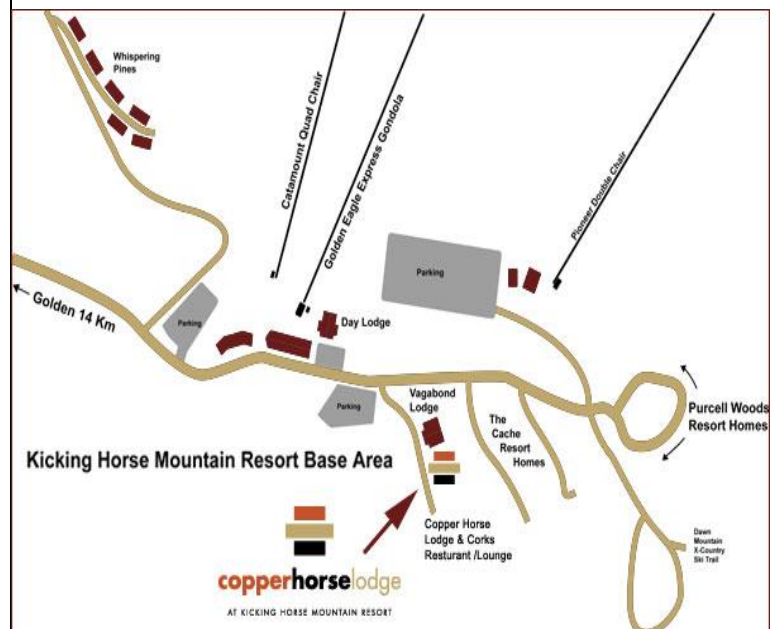 Whispering
Pines
Catamount Quad Chair
Golden Eagle Express Gondola
Pioneer Double Chair
Parking
Golden 14 Km
Parking
Day Lodge
Parking
Vagabond
Lodge
The
Cache
Resort
Homes
Purcell Woods
Resort Homes
Kicking Horse Mountain Resort Base Area
Copper Horse
Lodge & Corks
Resturant /Lounge
Dawn
Mountain
X-Country
Ski Trail
copperhorselodge
AT KICKING HORSE MOUNTAIN RESORT